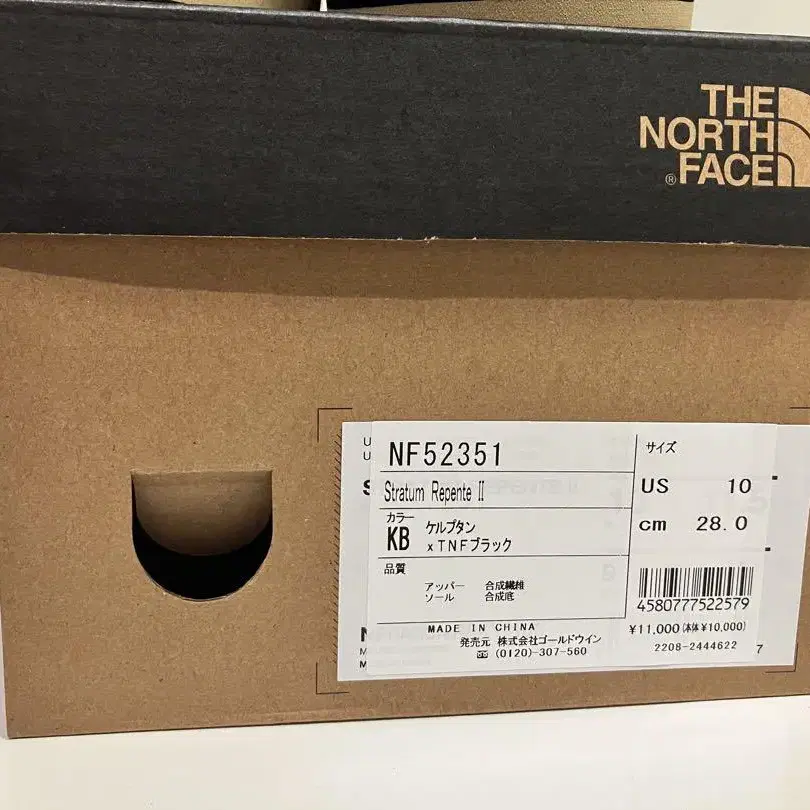 THE
NORTH
FACE
®
NF52351
Stratum Repente II
カラー
KB ケルプタン
xTNFブラック
品質
アッパー 合成繊維
ソール 合成底
MADE IN CHINA
発売元 株式会社ゴールドウイン
☎ (0120)-307-560
サイズ
US 10
cm 28.0
4580777522579
¥11,000(本体¥10,000)
2208-2444622
7